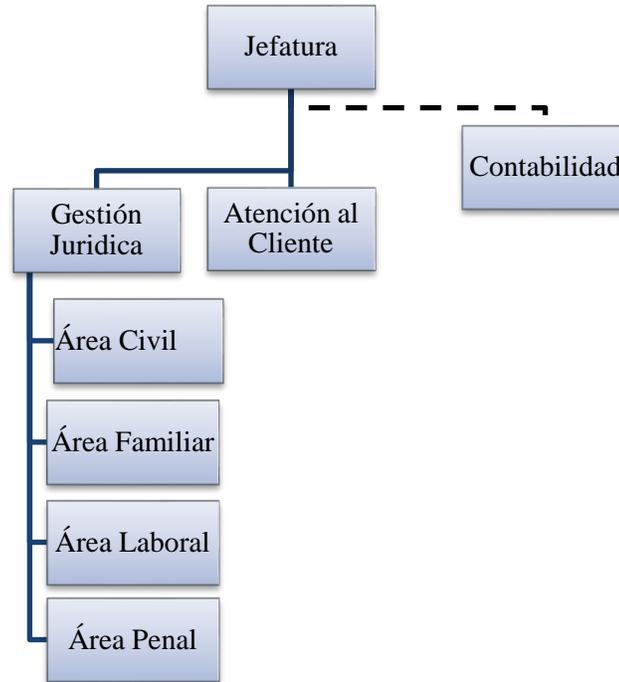 Jefatura
Contabilidad
Gestión
Juridica
Atención al
Cliente
Área Civil
Área Familiar
Área Laboral
Área Penal